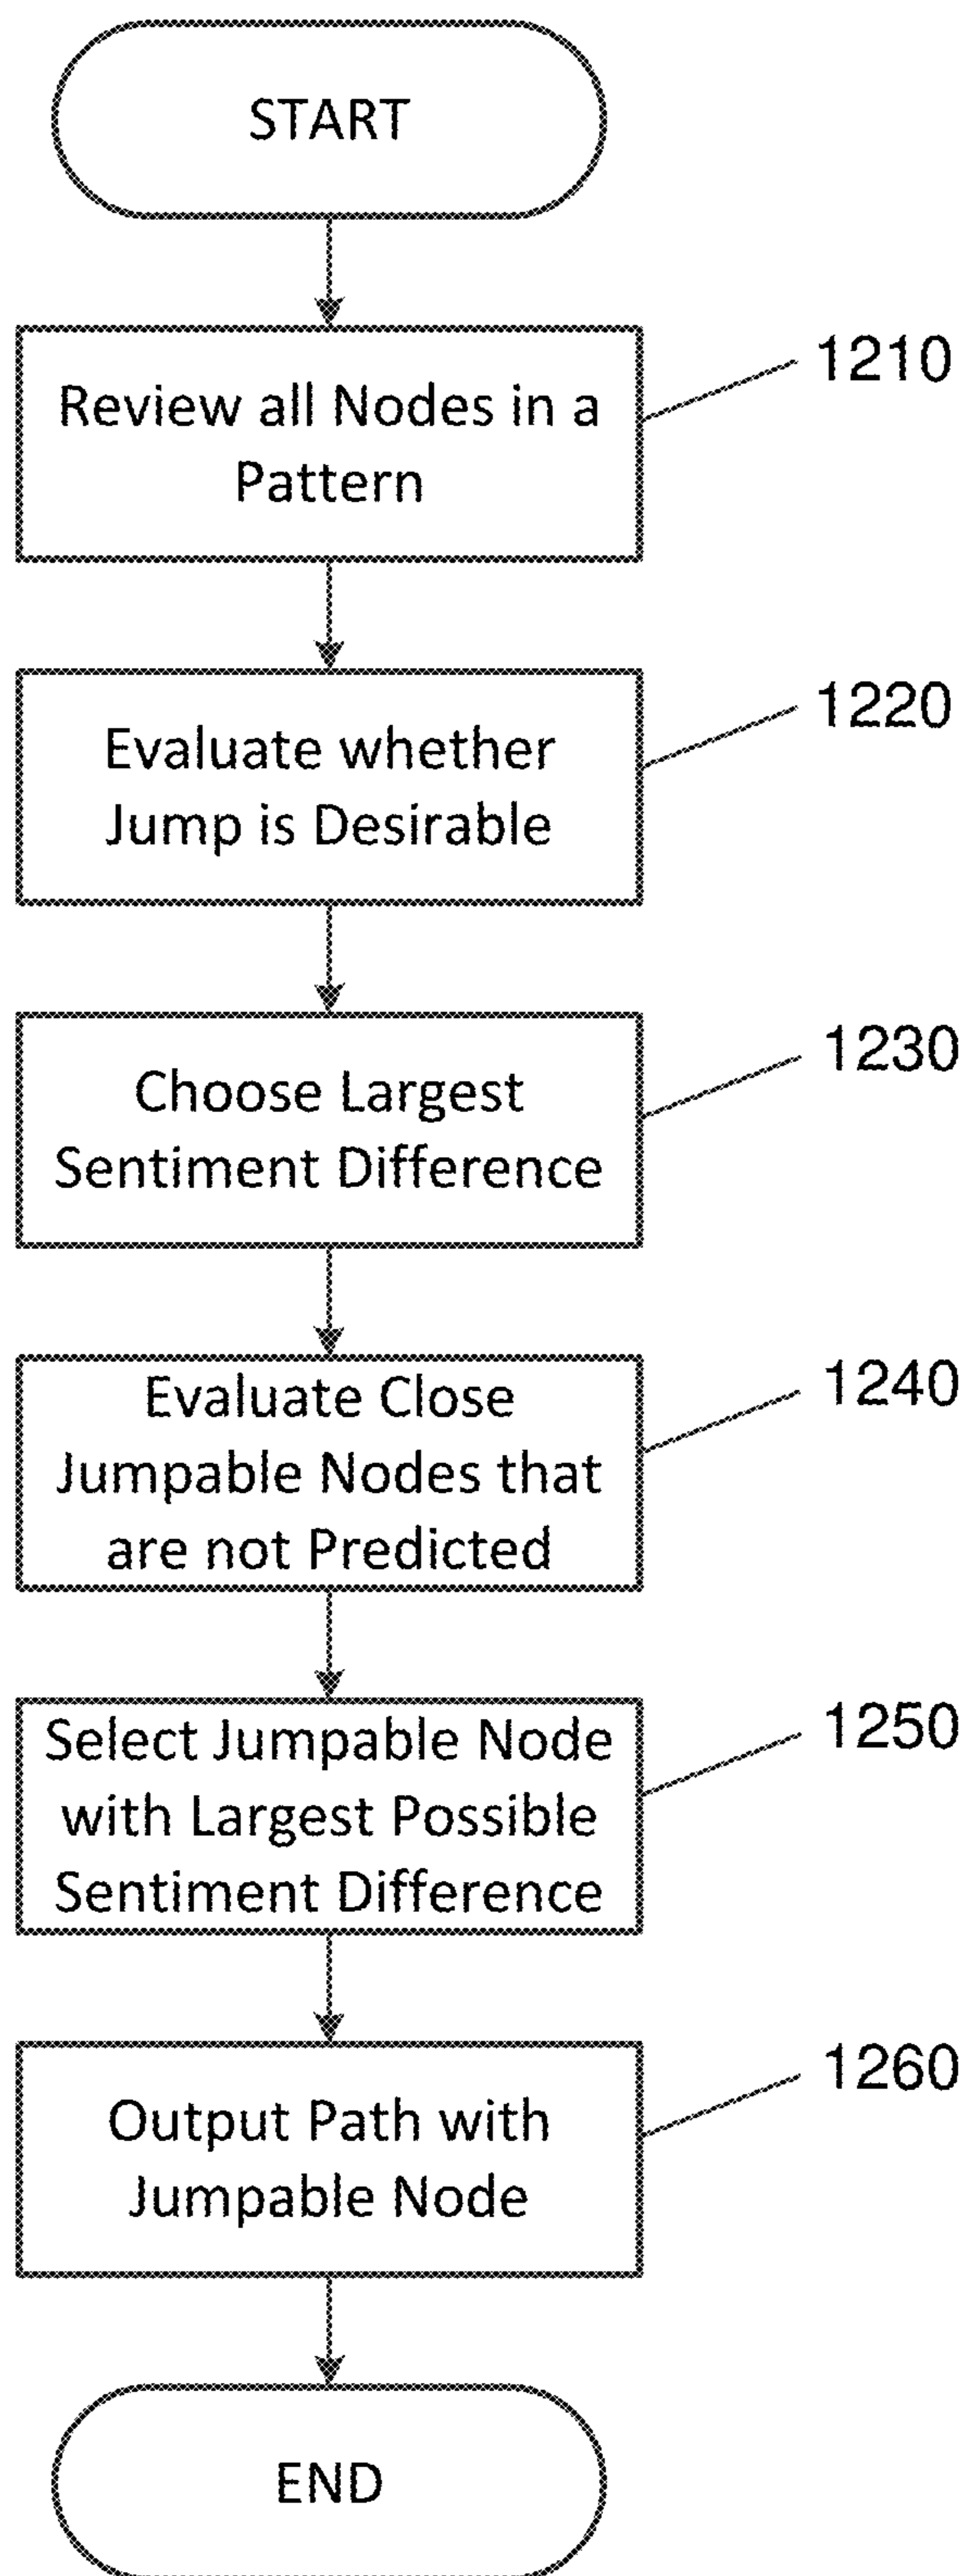 START
Review all Nodes in a
Pattern
1210
Evaluate whether
Jump is Desirable
1220
Choose Largest
Sentiment Difference
1230
Evaluate Close
Jumpable Nodes that
are not Predicted
1240
Select Jumpable Node
with Largest Possible
Sentiment Difference
1250
Output Path with
Jumpable Node
1260
END